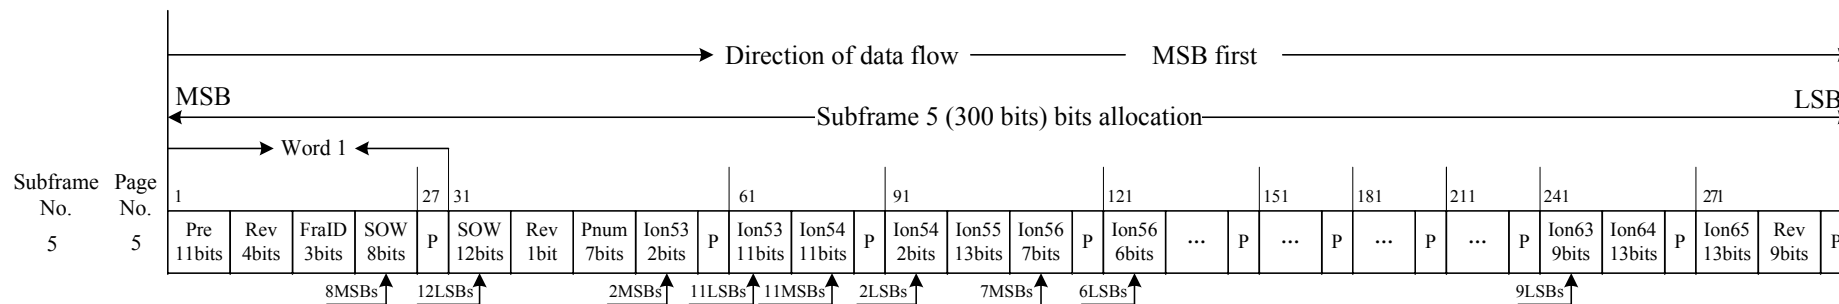 Direction of data flow MSB first
MSB LSB
Subframe 5 (300 bits) bits allocation
Word 1
Subframe No. Page No. 1 27 31 61 91 121 151 181 211 241 271
5 5 Pre 11bits Rev 4bits FraID 3bits SOW 8bits P SOW 12bits Rev 1bit Pnum 7bits Ion53 2bits P Ion53 11bits Ion54 11bits P Ion54 2bits Ion55 13bits Ion56 7bits P Ion56 6bits ... P ... P ... P ... P Ion63 9bits Ion64 13bits P Ion65 13bits Rev 9bits P
8MSBs 12LSBs 2MSBs 11LSBs 11MSBs 2LSBs 7MSBs 6LSBs 9LSBs